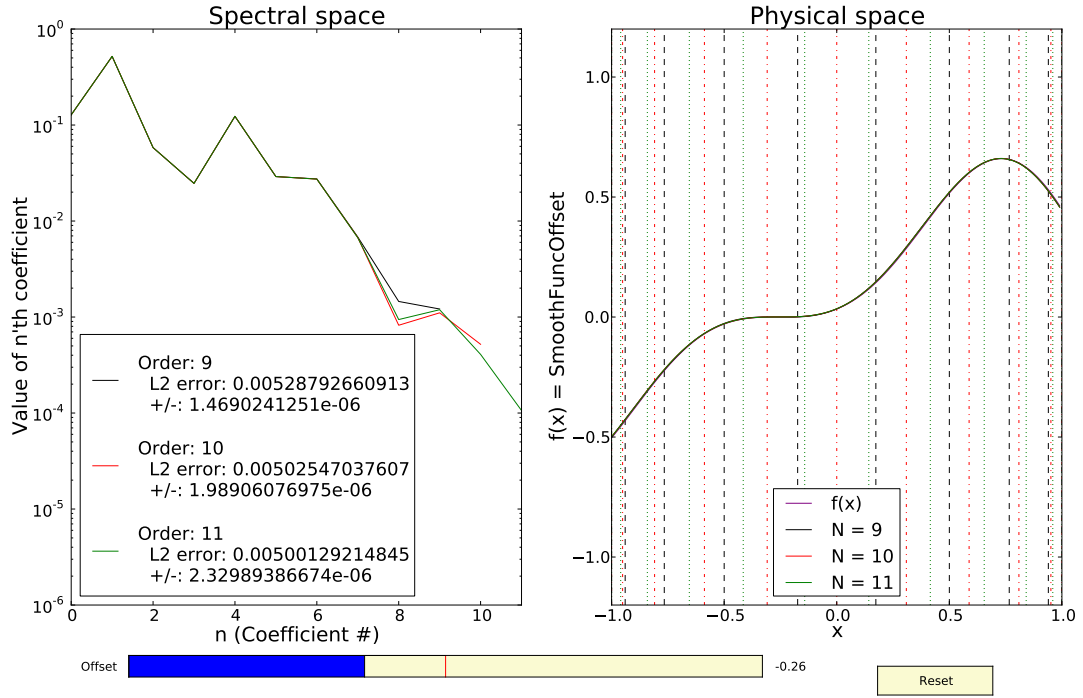 Spectral space
Value of n'th coefficient
10^0
10^-1
10^-2
10^-3
10^-4
10^-5
10^-6
Order: 9
L2 error: 0.00528792660913
+/-: 1.4690241251e-06
Order: 10
L2 error: 0.00502547037607
+/-: 1.98906076975e-06
Order: 11
L2 error: 0.00500129214845
+/-: 2.32989386674e-06
0 2 4 6 8 10
n (Coefficient #)
Physical space
f(x) = SmoothFuncOffset
1.0
0.5
0.0
−0.5
−1.0
f(x)
N = 9
N = 10
N = 11
−1.0 −0.5 0.0 0.5 1.0
x
Offset
-0.26
Reset